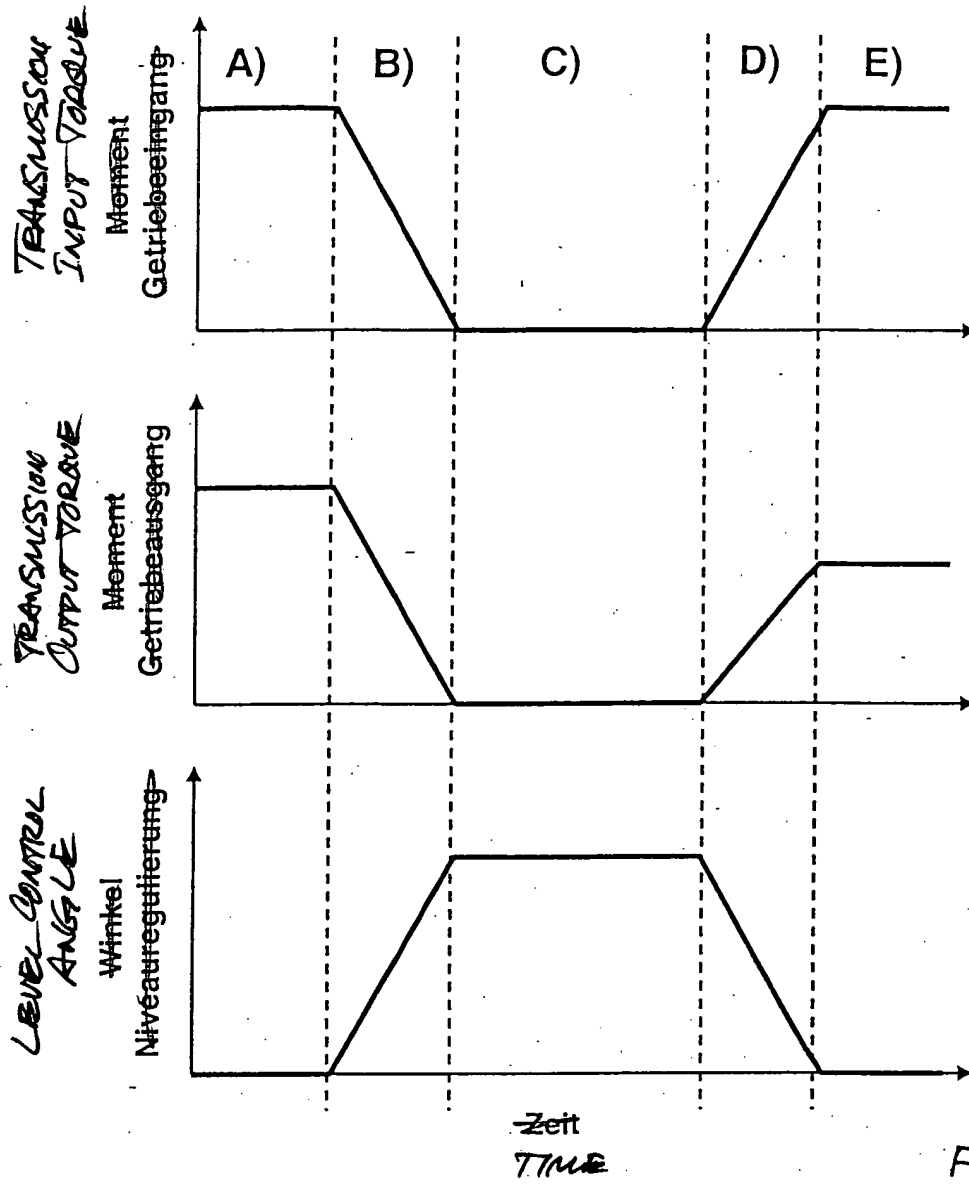 TRANSMISSION
INPUT TORQUE
Moment
Getriebeeingang
A)
B)
C)
D)
E)
TRANSMISSION
OUTPUT TORQUE
Moment
Getriebeausgang
LEVEL CONTROL
ANGLE
Winkel
Niveauregulierung
Zeit
TIME
F